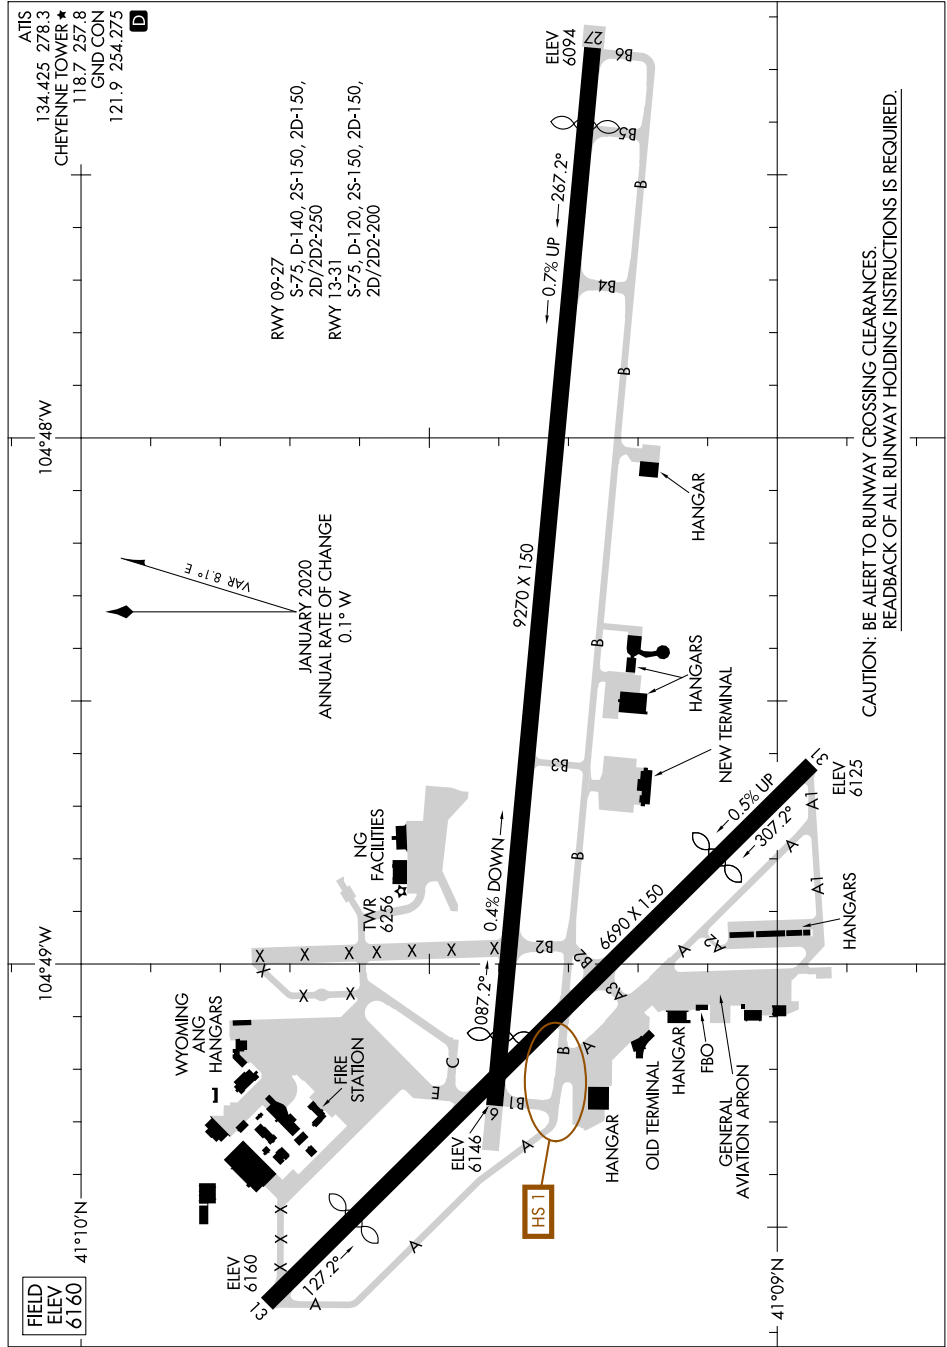 ATIS
134.425 278.3
CHEYENNE TOWER ★
118.7 257.8
GND CON
121.9 254.275
D
FIELD
ELEV
6160
RWY 09-27
S-75, D-140, 2S-150, 2D-150,
2D/2D2-250
RWY 13-31
S-75, D-120, 2S-150, 2D-150,
2D/2D2-200
104°49'W
104°48'W
41°10'N
41°09'N
VAR 8.1° E
JANUARY 2020
ANNUAL RATE OF CHANGE
0.1° W
WYOMING
ANG
HANGARS
FIRE
STATION
TWR
6256
NG
FACILITIES
ELEV
6160
13
127.2°
ELEV
6146
9
087.2°
0.4% DOWN
9270 X 150
0.7% UP
267.2°
27
ELEV
6094
6690 X 150
0.5% UP
307.2°
31
ELEV
6125
X
X
X
X
X
X
X
X
X
X
X
X
X
A
A
A
A
A
A
A1
A1
A2
A3
B
B
B
B
B
B
B1
B2
B2
B3
B4
B5
B6
C
E
HS 1
HANGAR
OLD TERMINAL
HANGAR
FBO
GENERAL
AVIATION APRON
HANGARS
NEW TERMINAL
HANGARS
HANGAR
CAUTION: BE ALERT TO RUNWAY CROSSING CLEARANCES.
READBACK OF ALL RUNWAY HOLDING INSTRUCTIONS IS REQUIRED.